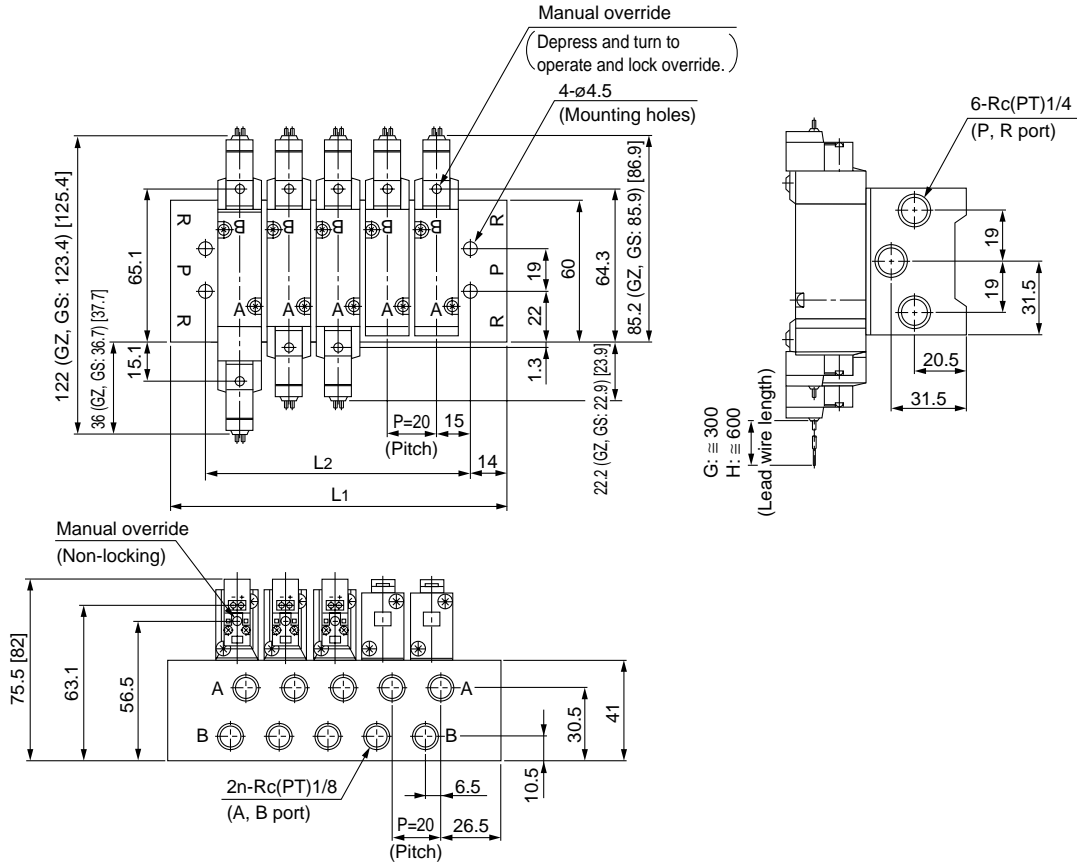 Manual override
(Depress and turn to
operate and lock override.)
4-ø4.5
(Mounting holes)
6-Rc(PT)1/4
(P, R port)
122 (GZ, GS: 123.4) [125.4]
36 (GZ, GS: 36.7) [37.7]
65.1
15.1
R
P
R
B
B
B
B
B
A
A
A
A
A
R
P
R
19
22
1.3
60
64.3
85.2 (GZ, GS: 85.9) [86.9]
22.2 (GZ, GS: 22.9) [23.9]
P=20
(Pitch)
15
L2
14
L1
19
19
31.5
20.5
31.5
G: ≅ 300
H: ≅ 600
(Lead wire length)
Manual override
(Non-locking)
75.5 [82]
63.1
56.5
- +
- +
- +
A
A
B
B
30.5
41
10.5
2n-Rc(PT)1/8
(A, B port)
6.5
P=20
(Pitch)
26.5